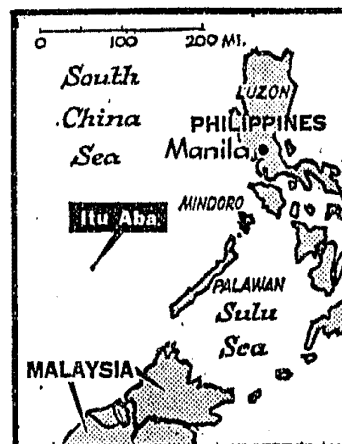 0 100 200 MI.
South
China
Sea
LUZON
PHILIPPINES
Manila
Itu Aba
MINDORO
PALAWAN
Sulu
Sea
MALAYSIA